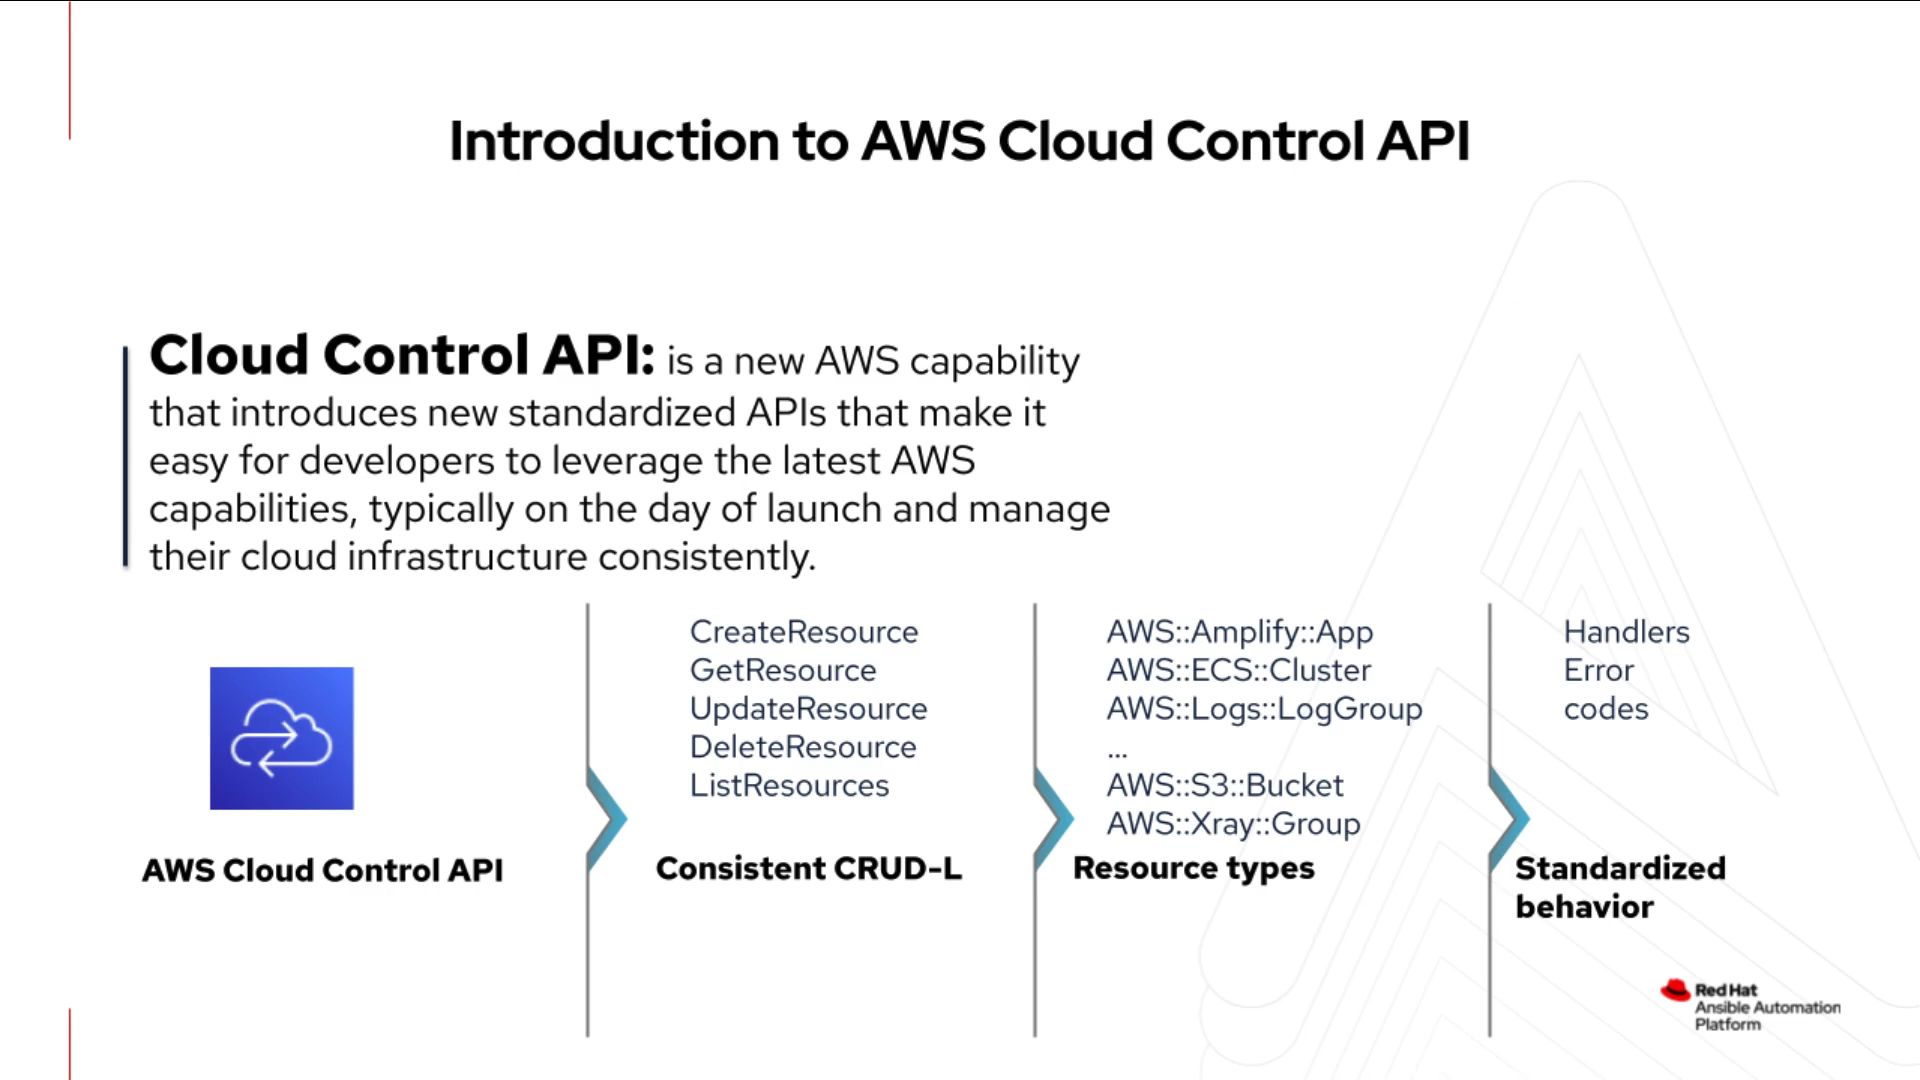 Introduction to AWS Cloud Control API
Cloud Control API: is a new AWS capability
that introduces new standardized APIs that make it
easy for developers to leverage the latest AWS
capabilities, typically on the day of launch and manage
their cloud infrastructure consistently.
AWS Cloud Control API
CreateResource
GetResource
UpdateResource
DeleteResource
ListResources
Consistent CRUD-L
AWS::Amplify::App
AWS::ECS::Cluster
AWS::Logs::LogGroup
...
AWS::S3::Bucket
AWS::Xray::Group
Resource types
Handlers
Error
codes
Standardized
behavior
Red Hat
Ansible Automation
Platform